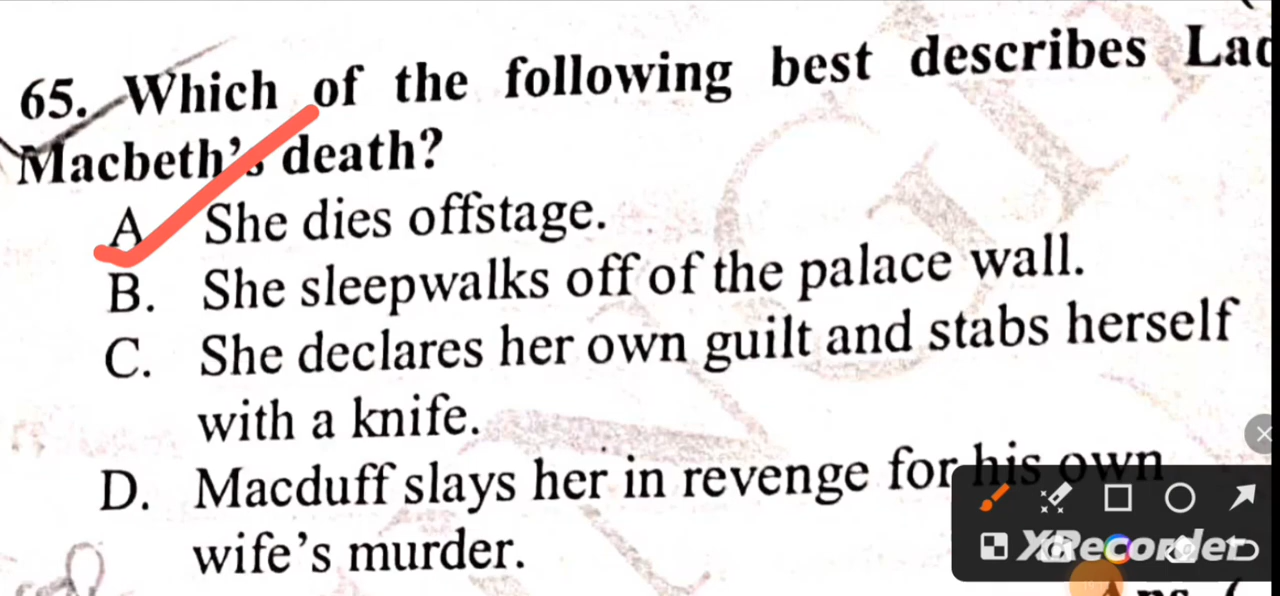 65. Which of the following best describes Lad
Macbeth's death?
A She dies offstage.
B. She sleepwalks off of the palace wall.
C. She declares her own guilt and stabs herself
with a knife.
D. Macduff slays her in revenge for his own
wife's murder.
XRecorder